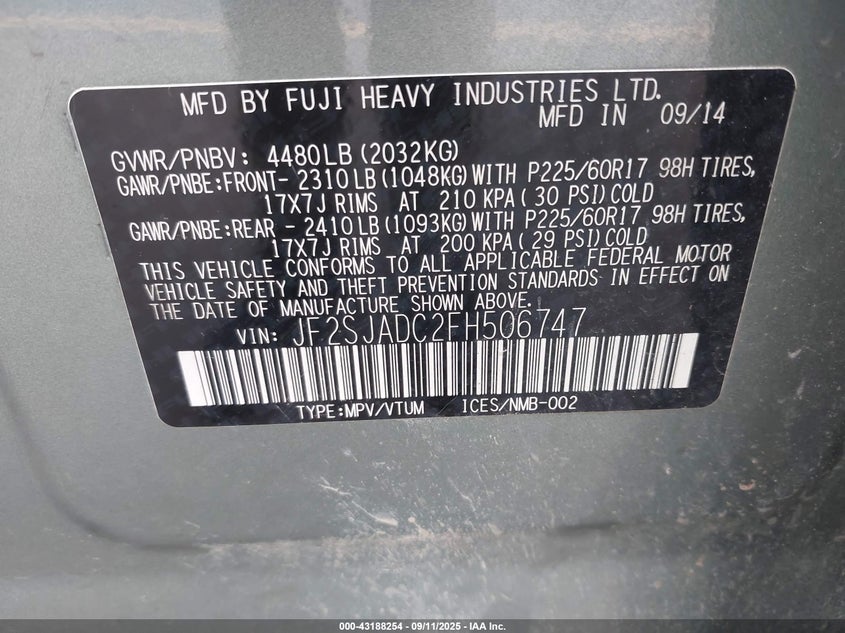 MFD BY FUJI HEAVY INDUSTRIES LTD.
MFD IN 09/14
GVWR/PNBV: 4480LB (2032KG)
GAWR/PNBE:FRONT- 2310LB (1048KG) WITH P225/60R17 98H TIRES,
17X7J RIMS AT 210 KPA ( 30 PSI) COLD
GAWR/PNBE:REAR - 2410LB (1093KG) WITH P225/60R17 98H TIRES,
17X7J RIMS AT 200 KPA ( 29 PSI) COLD
THIS VEHICLE CONFORMS TO ALL APPLICABLE FEDERAL MOTOR
VEHICLE SAFETY AND THEFT PREVENTION STANDARDS IN EFFECT ON
THE DATE OF MANUFACTURE SHOWN ABOVE.
VIN: JF2SJADC2FH506747
TYPE:MPV/VTUM ICES/NMB-002
000-43188254 - 09/11/2025 - IAA Inc.